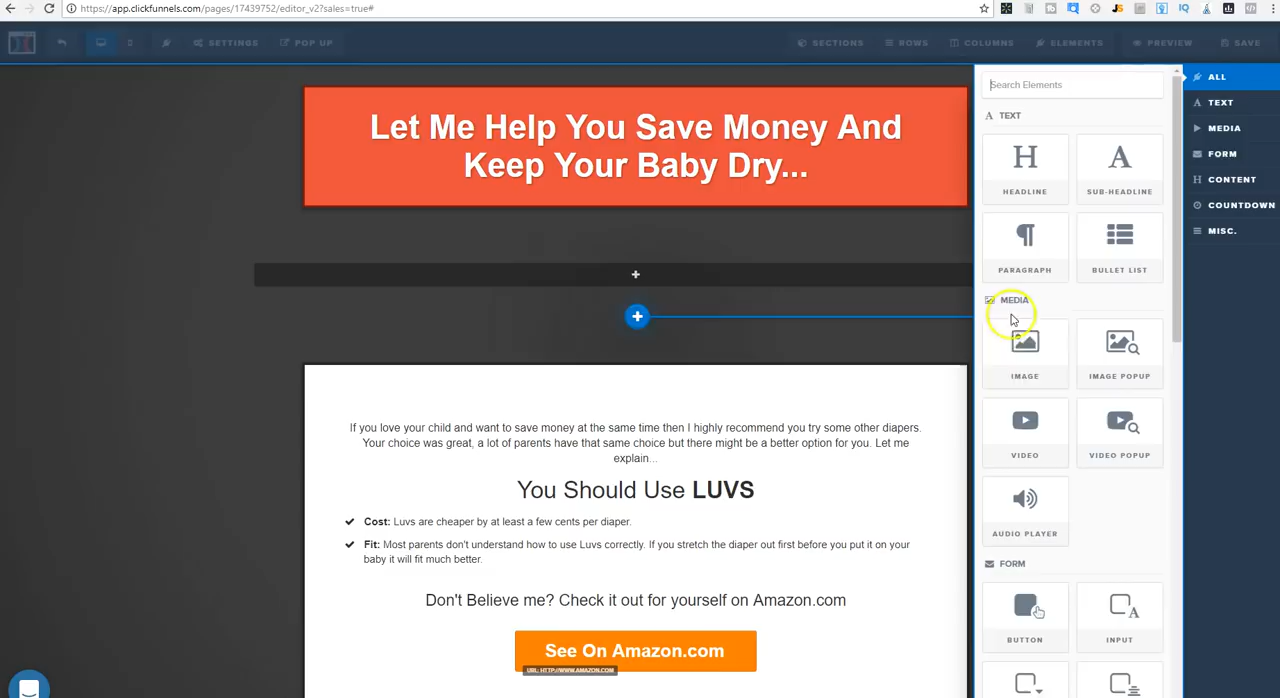 https://app.clickfunnels.com/pages/17439752/editor_v2?sales=true#
SETTINGS
POP UP
SECTIONS
ROWS
COLUMNS
ELEMENTS
PREVIEW
SAVE
Search Elements
ALL
TEXT
MEDIA
FORM
CONTENT
COUNTDOWN
MISC.
TEXT
HEADLINE
SUB-HEADLINE
PARAGRAPH
BULLET LIST
MEDIA
IMAGE
IMAGE POPUP
VIDEO
VIDEO POPUP
AUDIO PLAYER
FORM
BUTTON
INPUT
Let Me Help You Save Money And
Keep Your Baby Dry...
If you love your child and want to save money at the same time then I highly recommend you try some other diapers.
Your choice was great, a lot of parents have that same choice but there might be a better option for you. Let me
explain...
You Should Use LUVS
Cost: Luvs are cheaper by at least a few cents per diaper.
Fit: Most parents don't understand how to use Luvs correctly. If you stretch the diaper out first before you put it on your
baby it will fit much better.
Don't Believe me? Check it out for yourself on Amazon.com
See On Amazon.com
URL: HTTP://WWW.AMAZON.COM